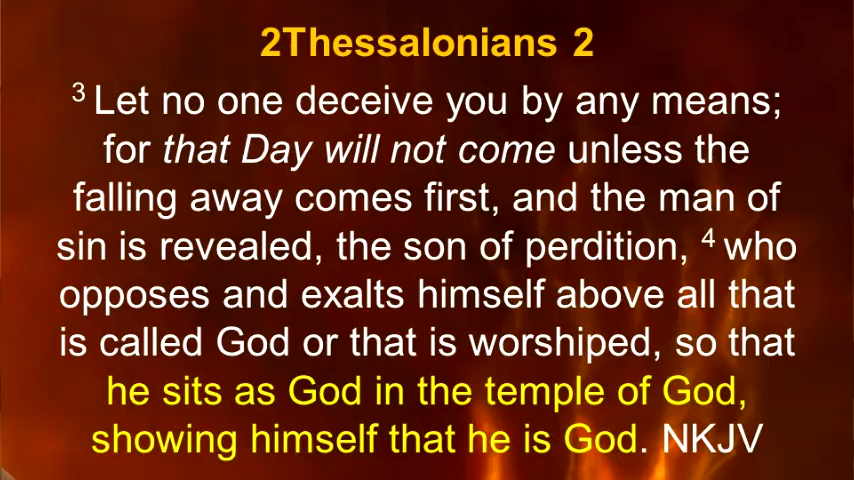 2Thessalonians 2
³ Let no one deceive you by any means;
for that Day will not come unless the
falling away comes first, and the man of
sin is revealed, the son of perdition, ⁴ who
opposes and exalts himself above all that
is called God or that is worshiped, so that
he sits as God in the temple of God,
showing himself that he is God. NKJV